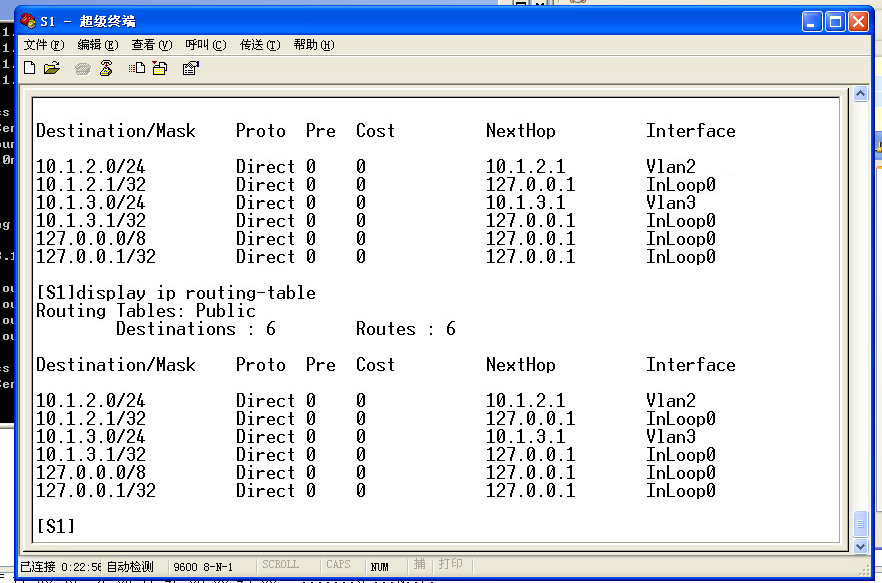 S1 - 超级终端
文件(F) 编辑(E) 查看(V) 呼叫(C) 传送(T) 帮助(H)
Destination/Mask Proto Pre Cost NextHop Interface
10.1.2.0/24 Direct 0 0 10.1.2.1 Vlan2
10.1.2.1/32 Direct 0 0 127.0.0.1 InLoop0
10.1.3.0/24 Direct 0 0 10.1.3.1 Vlan3
10.1.3.1/32 Direct 0 0 127.0.0.1 InLoop0
127.0.0.0/8 Direct 0 0 127.0.0.1 InLoop0
127.0.0.1/32 Direct 0 0 127.0.0.1 InLoop0
[S1]display ip routing-table
Routing Tables: Public
Destinations : 6 Routes : 6
Destination/Mask Proto Pre Cost NextHop Interface
10.1.2.0/24 Direct 0 0 10.1.2.1 Vlan2
10.1.2.1/32 Direct 0 0 127.0.0.1 InLoop0
10.1.3.0/24 Direct 0 0 10.1.3.1 Vlan3
10.1.3.1/32 Direct 0 0 127.0.0.1 InLoop0
127.0.0.0/8 Direct 0 0 127.0.0.1 InLoop0
127.0.0.1/32 Direct 0 0 127.0.0.1 InLoop0
[S1]
已连接 0:22:56 自动检测 9600 8-N-1 SCROLL CAPS NUM 捕 打印